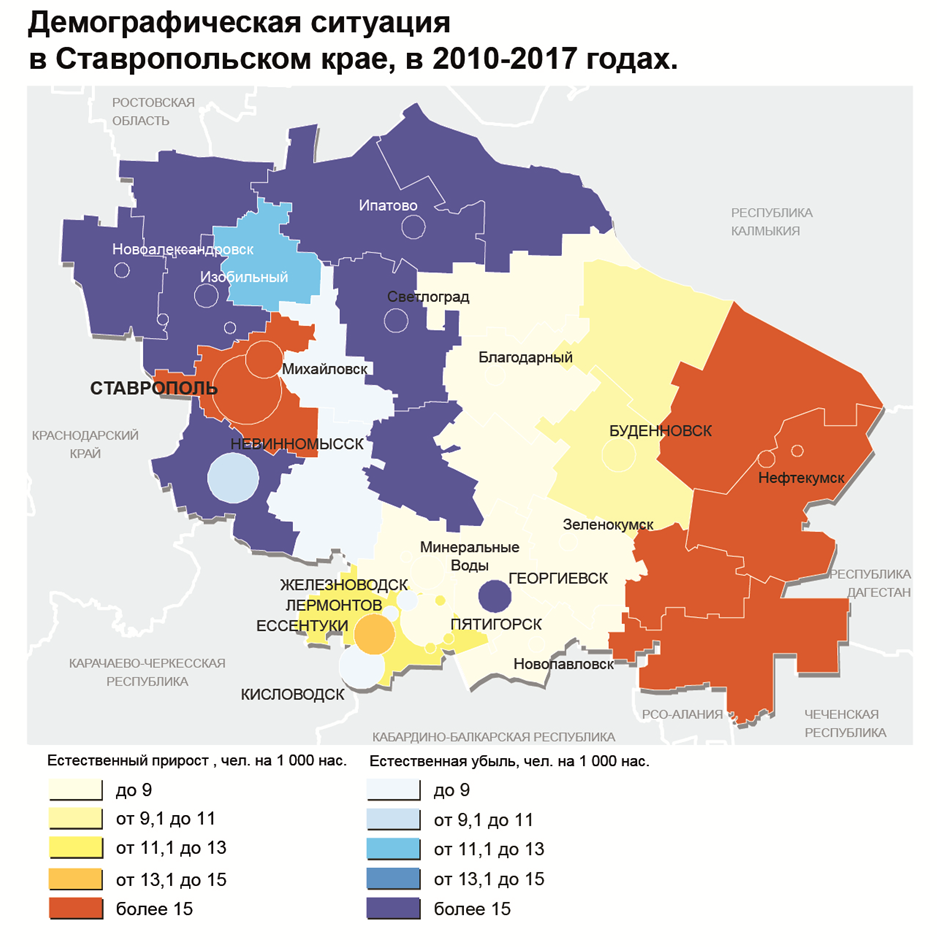 Демографическая ситуация
в Ставропольском крае, в 2010-2017 годах.
РОСТОВСКАЯ
ОБЛАСТЬ
Ипатово
РЕСПУБЛИКА
КАЛМЫКИЯ
Новоалександровск
Изобильный
Светлоград
Благодарный
Михайловск
СТАВРОПОЛЬ
КРАСНОДАРСКИЙ
КРАЙ
НЕВИННОМЫССК
БУДЕННОВСК
Нефтекумск
Зеленокумск
Минеральные
Воды
ЖЕЛЕЗНОВОДСК
ГЕОРГИЕВСК
РЕСПУБЛИКА
ДАГЕСТАН
ЛЕРМОНТОВ
ЕССЕНТУКИ
ПЯТИГОРСК
КАРАЧАЕВО-ЧЕРКЕССКАЯ
РЕСПУБЛИКА
Новопавловск
КИСЛОВОДСК
РСО-АЛАНИЯ
ЧЕЧЕНСКАЯ
РЕСПУБЛИКА
КАБАРДИНО-БАЛКАРСКАЯ РЕСПУБЛИКА
Естественный прирост , чел. на 1 000 нас.
до 9
от 9,1 до 11
от 11,1 до 13
от 13,1 до 15
более 15
Естественная убыль, чел. на 1 000 нас.
до 9
от 9,1 до 11
от 11,1 до 13
от 13,1 до 15
более 15